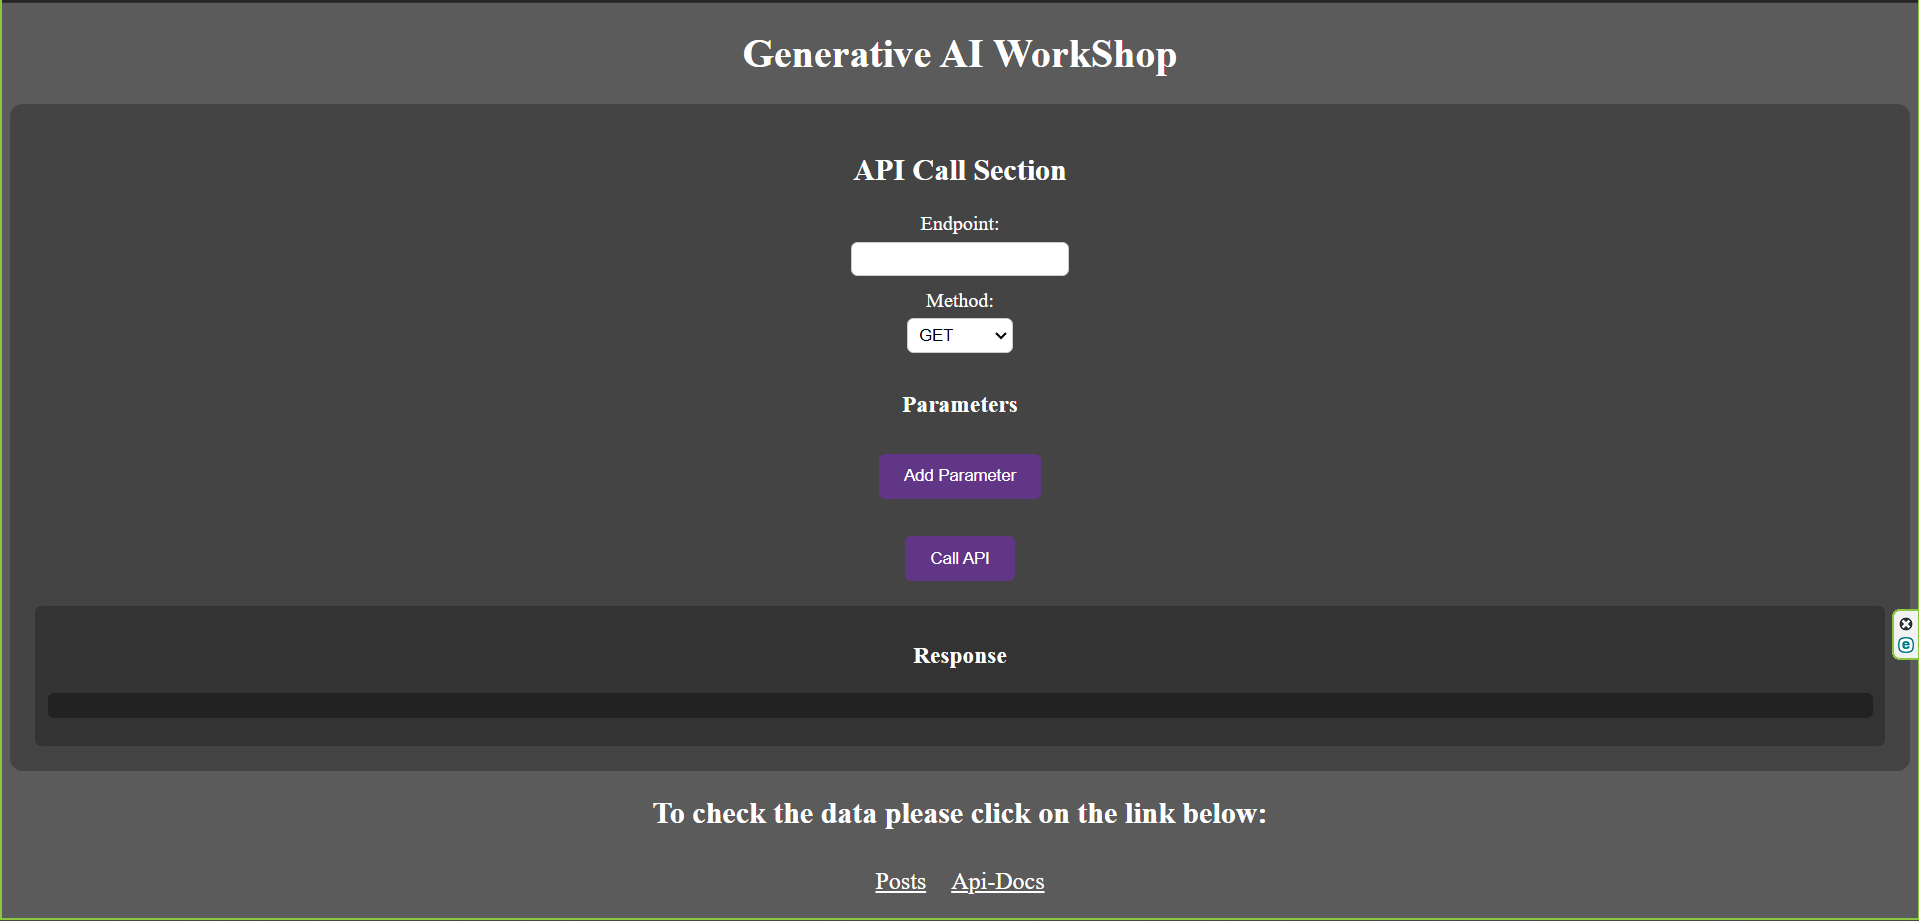 Generative AI WorkShop
API Call Section
Endpoint:
Method:
GET
Parameters
Add Parameter
Call API
Response
To check the data please click on the link below:
Posts Api-Docs